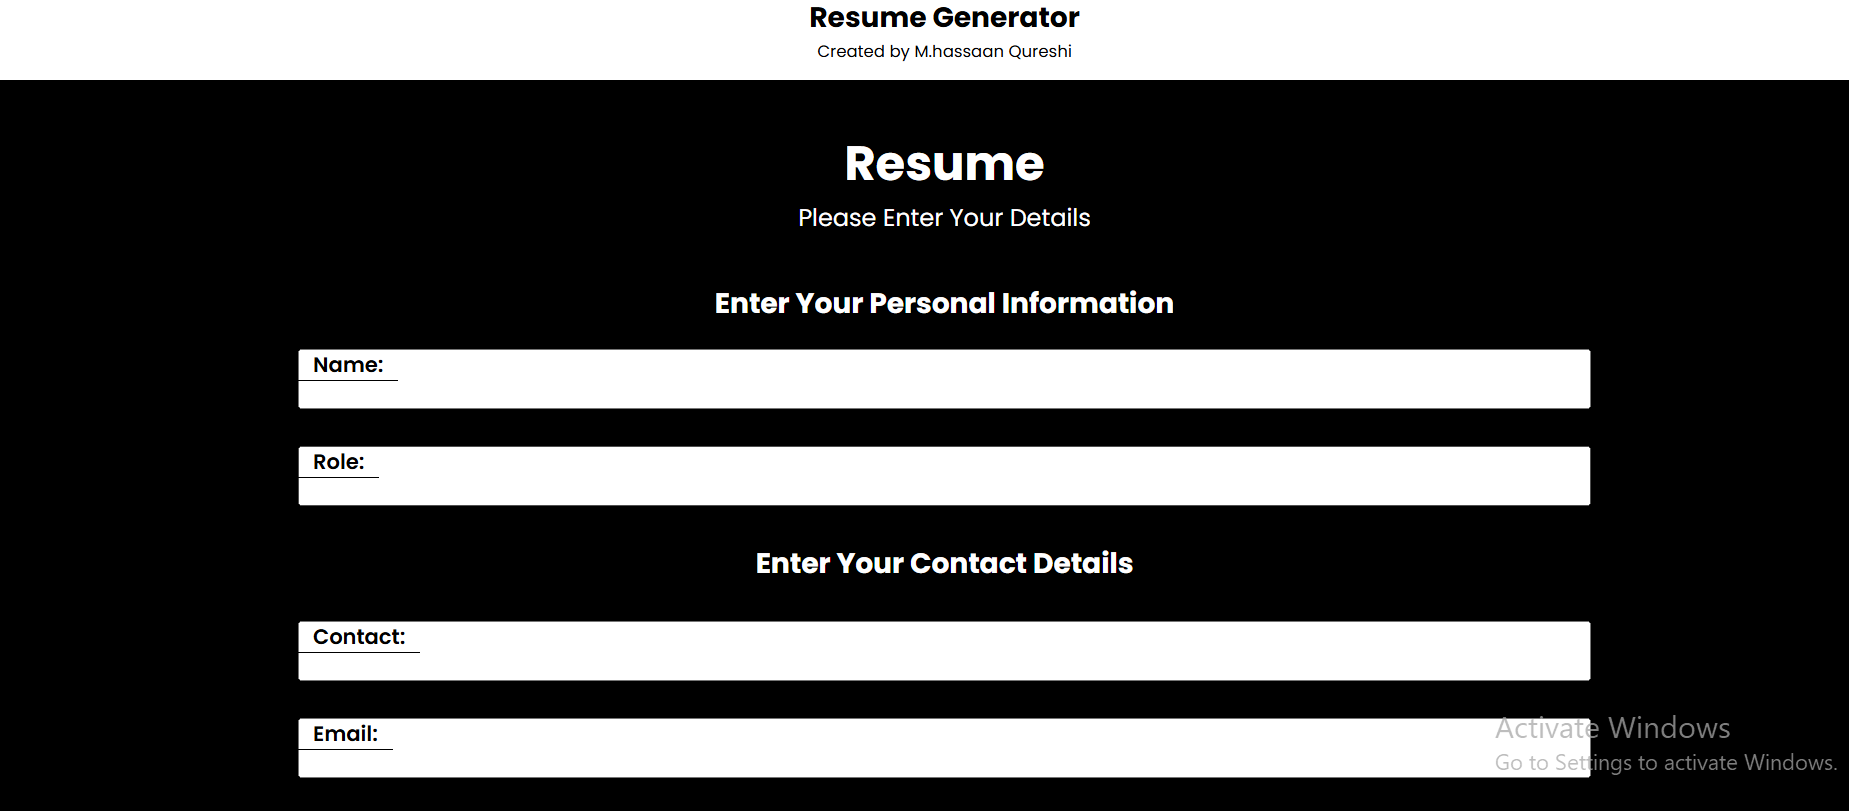 Resume Generator
Created by M.hassaan Qureshi
Resume
Please Enter Your Details
Enter Your Personal Information
Name:
Role:
Enter Your Contact Details
Contact:
Email:
Activate Windows
Go to Settings to activate Windows.